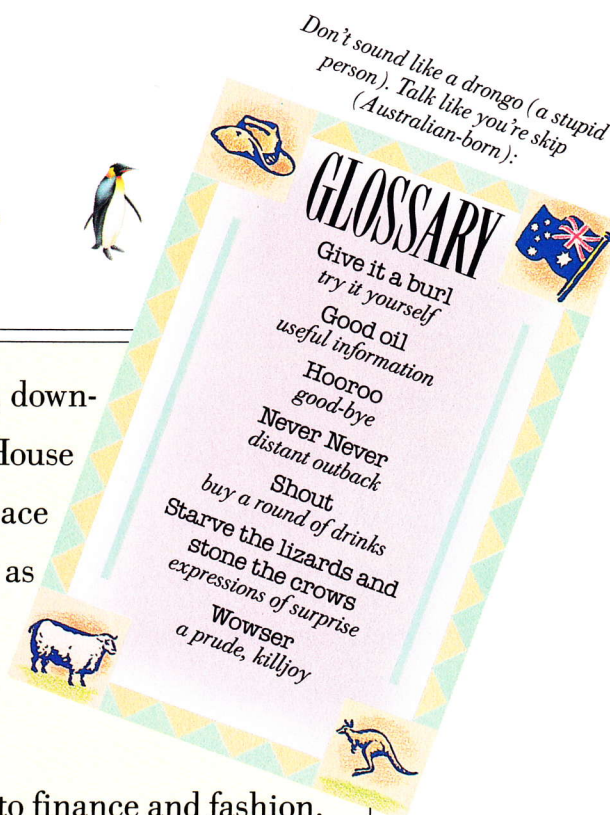 Don't sound like a drongo (a stupid
person). Talk like you're skip
(Australian-born):
GLOSSARY
Give it a burl
try it yourself
Good oil
useful information
Hooroo
good-bye
Never Never
distant outback
Shout
buy a round of drinks
Starve the lizards and
stone the crows
expressions of surprise
Wowser
a prude, killjoy
down-
House
ace
as
to finance and fashion.